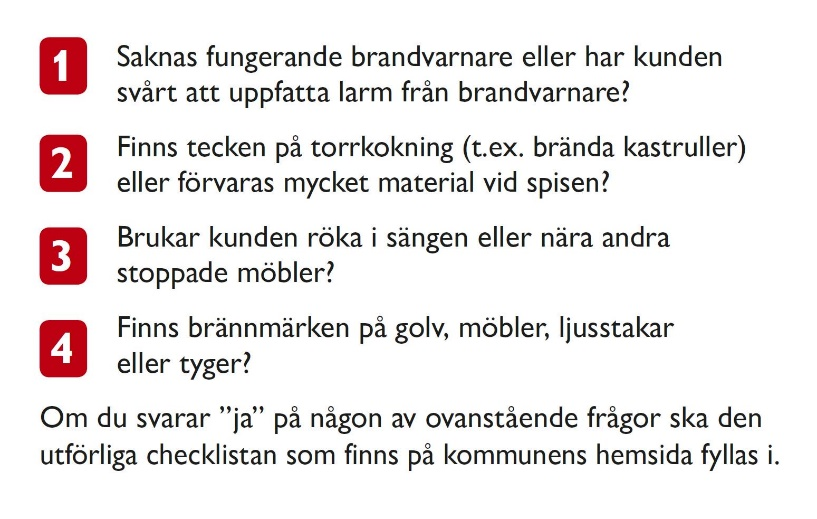 1 Saknas fungerande brandvarnare eller har kunden
svårt att uppfatta larm från brandvarnare?
2 Finns tecken på torrkokning (t.ex. brända kastruller)
eller förvaras mycket material vid spisen?
3 Brukar kunden röka i sängen eller nära andra
stoppade möbler?
4 Finns brännmärken på golv, möbler, ljusstakar
eller tyger?
Om du svarar ”ja” på någon av ovanstående frågor ska den
utförliga checklistan som finns på kommunens hemsida fyllas i.